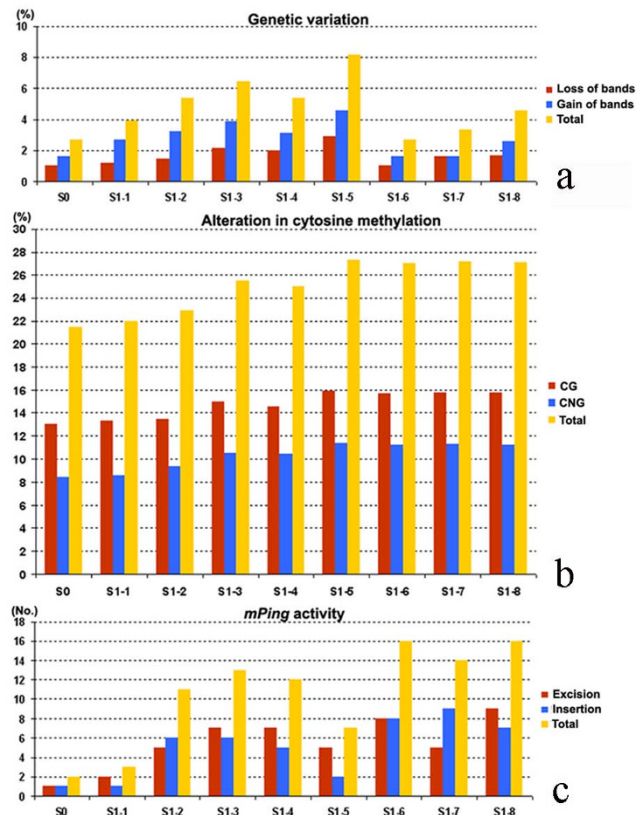 (%)
Genetic variation
10
8
6
4
2
0
S0 S1-1 S1-2 S1-3 S1-4 S1-5 S1-6 S1-7 S1-8
Loss of bands
Gain of bands
Total
a
(%)
Alteration in cytosine methylation
30
28
26
24
22
20
18
16
14
12
10
8
6
4
2
0
S0 S1-1 S1-2 S1-3 S1-4 S1-5 S1-6 S1-7 S1-8
CG
CNG
Total
b
(No.)
mPing activity
18
16
14
12
10
8
6
4
2
0
S0 S1-1 S1-2 S1-3 S1-4 S1-5 S1-6 S1-7 S1-8
Excision
Insertion
Total
c